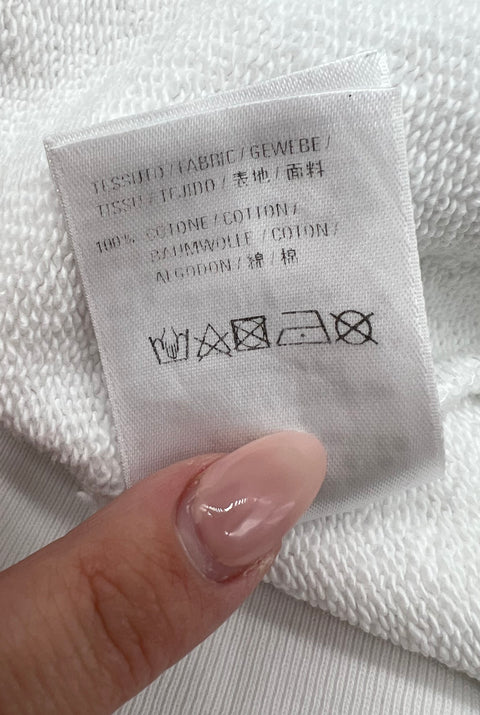 TESSUTO / FABRIC / GEWEBE /
TISSU / TEJIDO / 表地 / 面料
100% COTONE / COTTON /
BAUMWOLLE / COTON /
ALGODON / 綿 / 棉